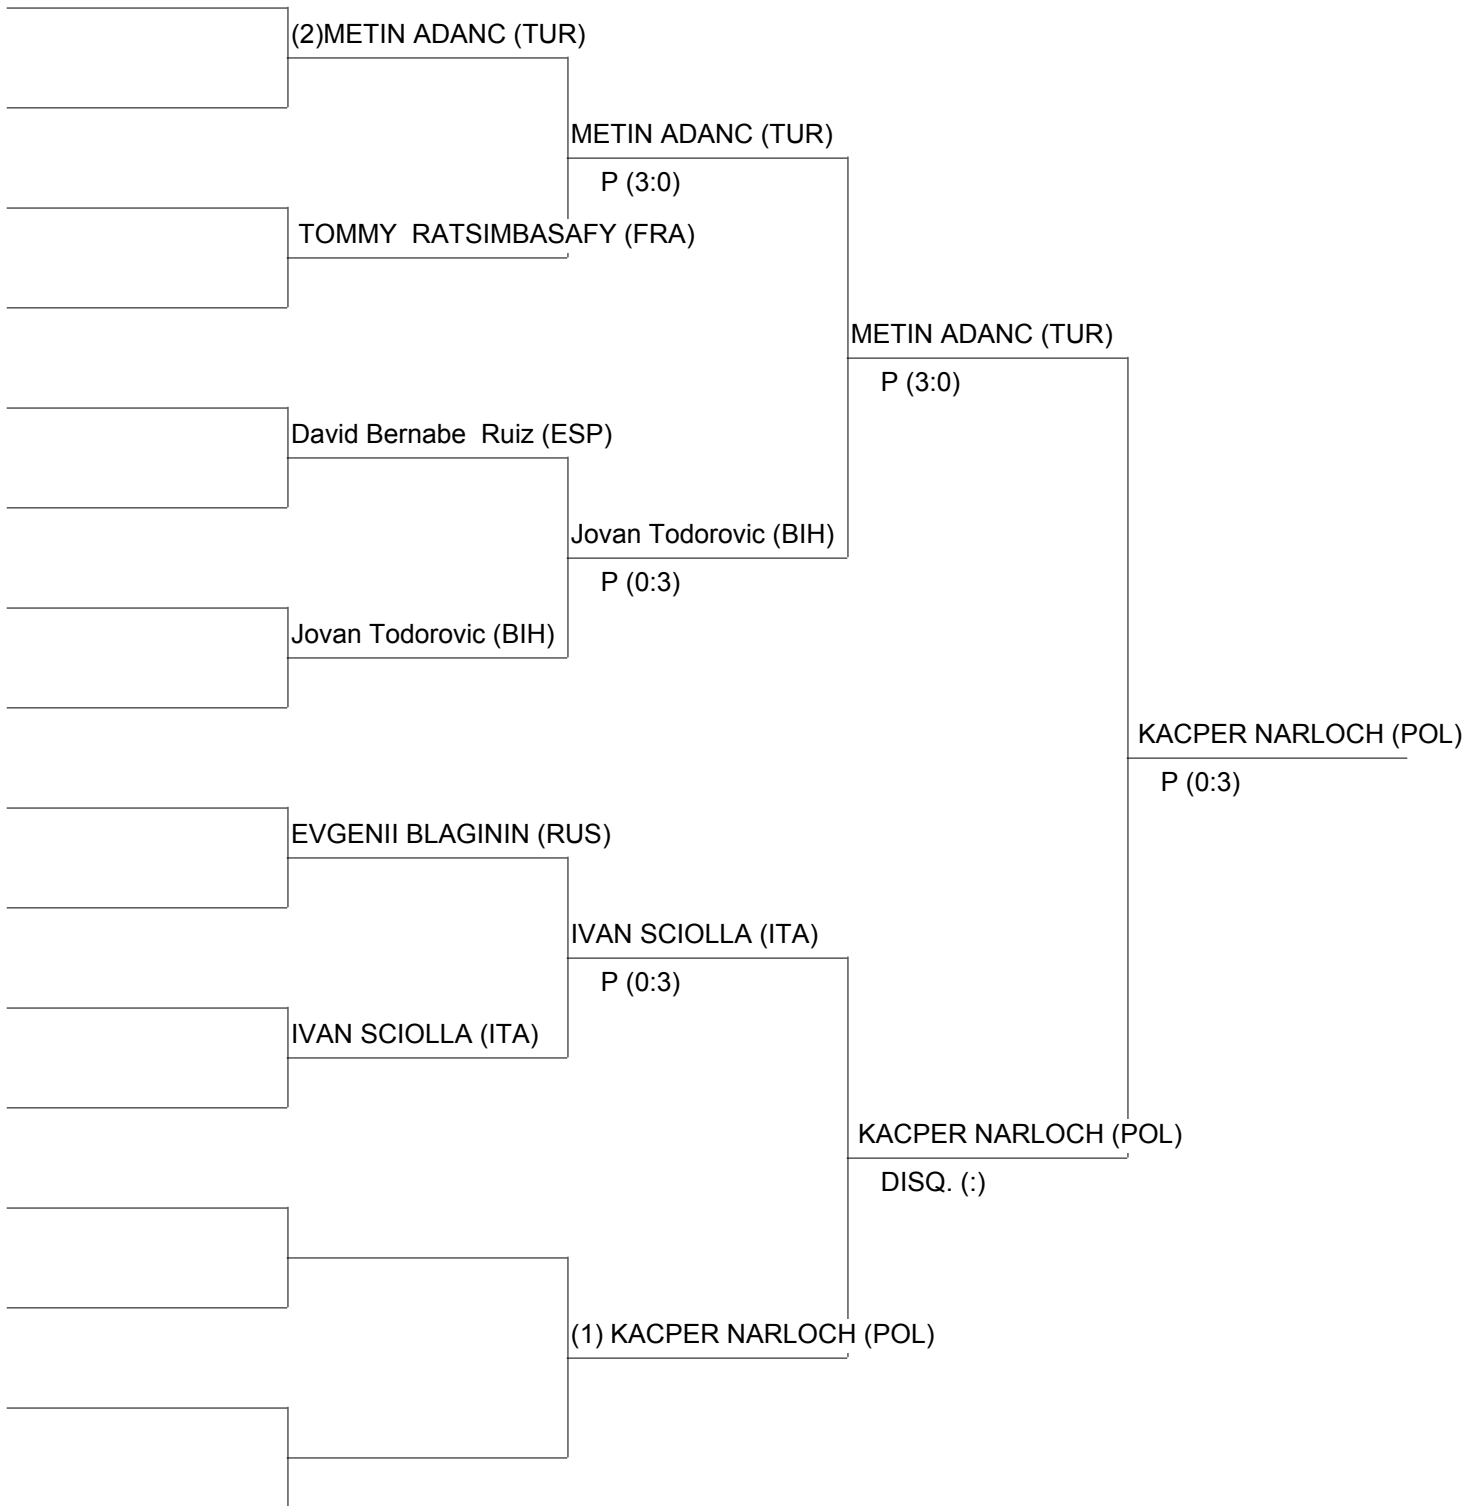 (2)METIN ADANC (TUR)
METIN ADANC (TUR)
P (3:0)
TOMMY  RATSIMBASAFY (FRA)
METIN ADANC (TUR)
P (3:0)
David Bernabe  Ruiz (ESP)
Jovan Todorovic (BIH)
P (0:3)
Jovan Todorovic (BIH)
KACPER NARLOCH (POL)
P (0:3)
EVGENII BLAGININ (RUS)
IVAN SCIOLLA (ITA)
P (0:3)
IVAN SCIOLLA (ITA)
KACPER NARLOCH (POL)
DISQ. (:)
(1) KACPER NARLOCH (POL)